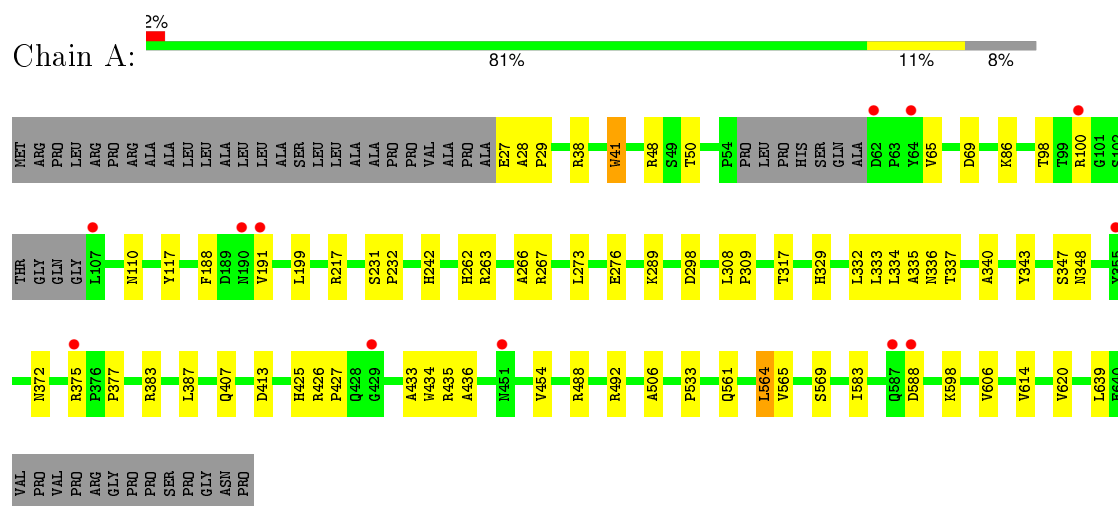 2%
Chain A:
81% 11% 8%
MET ARG PRO LEU ARG PRO ARG ALA ALA LEU LEU ALA LEU LEU ALA SER LEU LEU ALA ALA PRO PRO VAL ALA PRO ALA E27 A28 P29 R38 W41 R48 S49 T50 P54 PRO LEU PRO HIS SER GLN ALA D62 P63 Y64 V65 D69 K86 T98 T99 R100 G101 S102
THR GLY GLN GLY L107 N110 Y117 F188 D189 N190 V191 L199 R217 S231 P232 H242 H262 R263 A266 R267 L273 E276 K289 D298 L308 P309 T317 H329 L332 L333 L334 A335 N336 T337 A340 Y343 S347 N348 Y355
N372 R375 P376 P377 R383 L387 Q407 D413 H425 R426 P427 Q428 G429 A433 W434 R435 A436 N451 V454 R488 R492 A506 P533 Q561 L564 V565 S569 I583 Q587 D588 K598 V606 V614 V620 L639 E640
VAL PRO VAL PRO ARG GLY PRO PRO SER PRO GLY ASN PRO